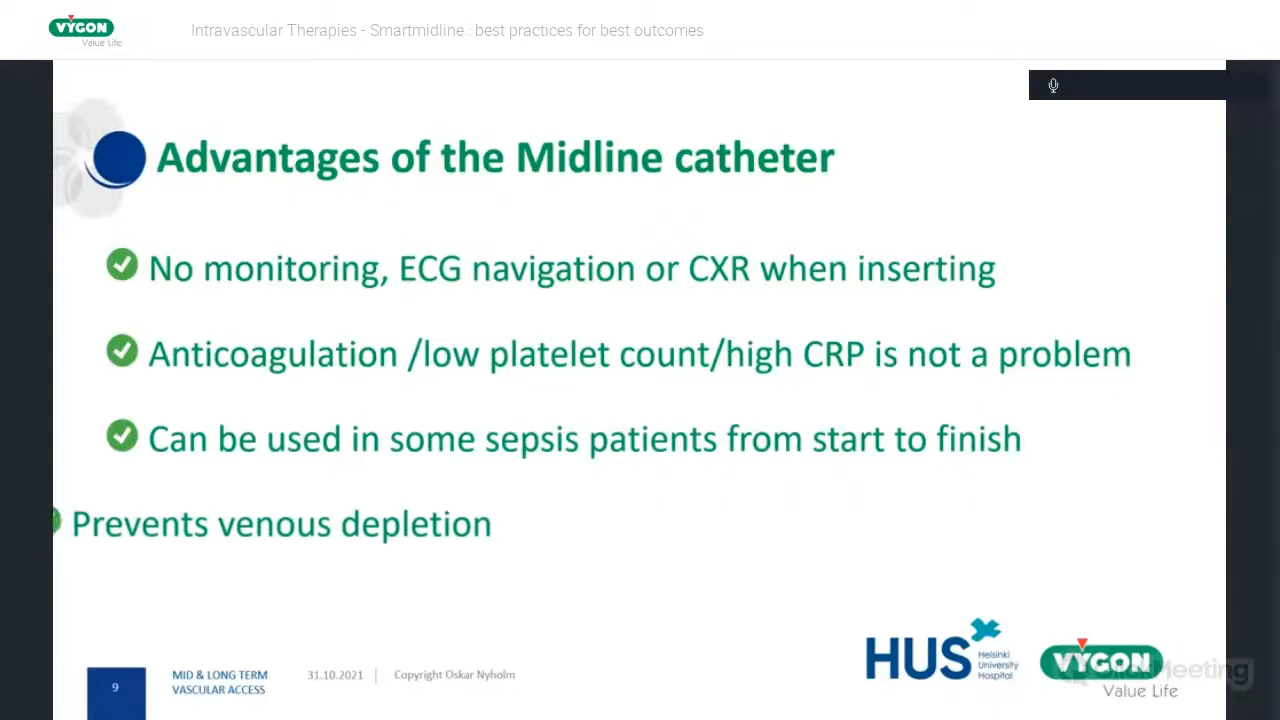 VYGON
Value Life
Intravascular Therapies - Smartmidline : best practices for best outcomes
Advantages of the Midline catheter
No monitoring, ECG navigation or CXR when inserting
Anticoagulation /low platelet count/high CRP is not a problem
Can be used in some sepsis patients from start to finish
Prevents venous depletion
9
MID & LONG TERM
VASCULAR ACCESS
31.10.2021
Copyright Oskar Nyholm
HUS
Helsinki
University
Hospital
VYGON
Value Life
ClickMeeting